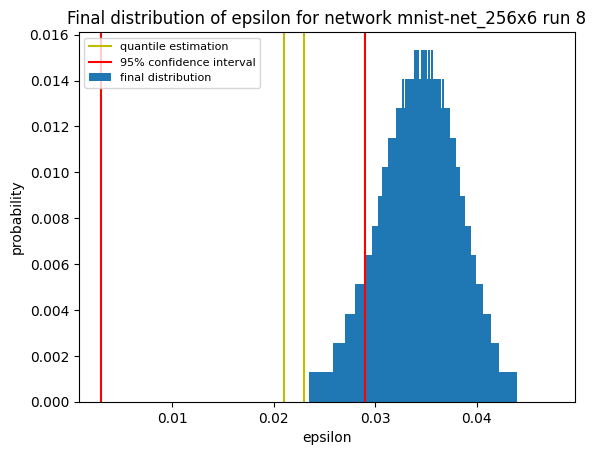 Final distribution of epsilon for network mnist-net_256x6 run 8
quantile estimation
95% confidence interval
final distribution
0.016
0.014
0.012
0.010
0.008
0.006
0.004
0.002
0.000
probability
0.01 0.02 0.03 0.04
epsilon